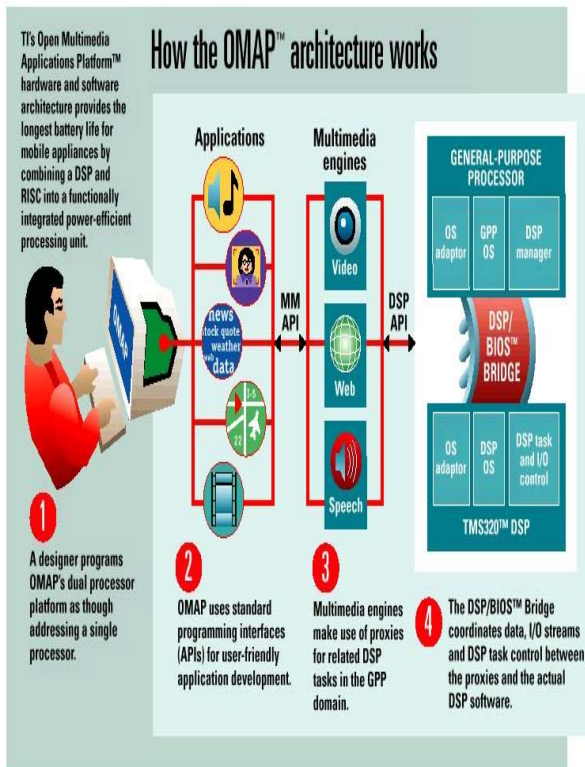 TI's Open Multimedia
Applications Platform™
hardware and software
architecture provides the
longest battery life for
mobile appliances by
combining a DSP and
RISC into a functionally
integrated power-efficient
processing unit.
How the OMAP™ architecture works
OMAP
1
A designer programs
OMAP's dual processor
platform as though
addressing a single
processor.
Applications
news
stock quote
weather
web
data
1-5
22
2
OMAP uses standard
programming interfaces
(APIs) for user-friendly
application development.
MM
API
Multimedia
engines
Video
Web
Speech
3
Multimedia engines
make use of proxies
for related DSP
tasks in the GPP
domain.
DSP
API
GENERAL-PURPOSE
PROCESSOR
OS
adaptor
GPP
OS
DSP
manager
DSP/
BIOS™
BRIDGE
OS
adaptor
DSP
OS
DSP task
and I/O
control
TMS320™ DSP
4
The DSP/BIOS™ Bridge
coordinates data, I/O streams
and DSP task control between
the proxies and the actual
DSP software.